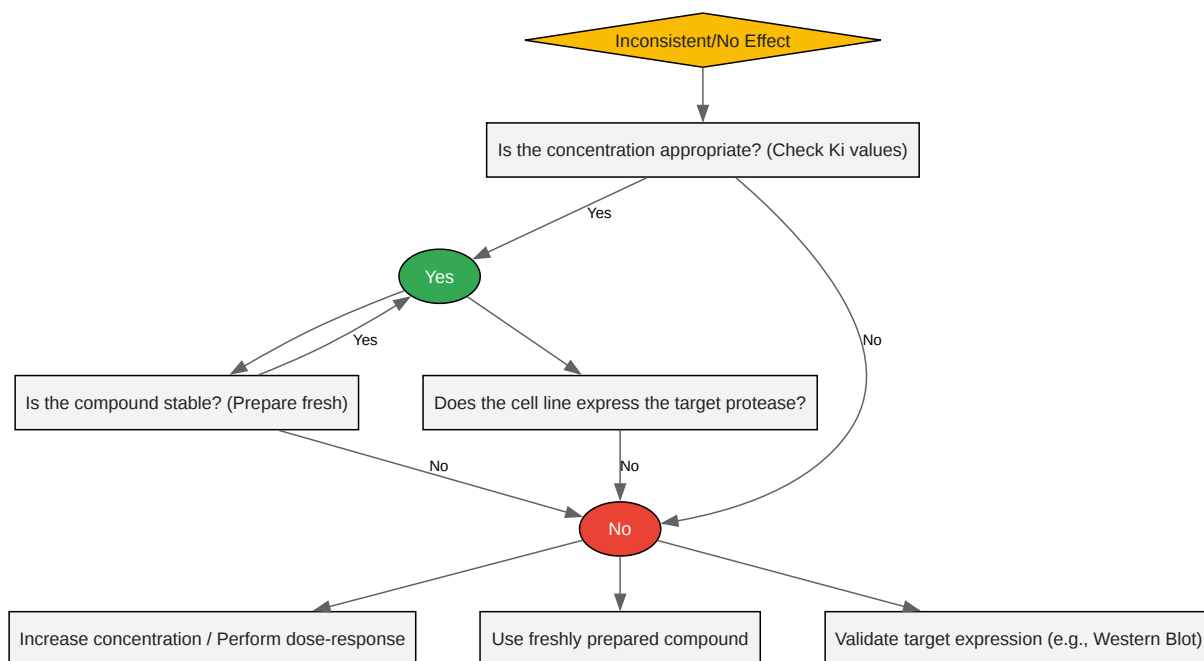 Inconsistent/No Effect
Is the concentration appropriate? (Check Ki values)
Yes
Yes
No
Yes
Is the compound stable? (Prepare fresh)
Does the cell line express the target protease?
No
No
No
Increase concentration / Perform dose-response
Use freshly prepared compound
Validate target expression (e.g., Western Blot)